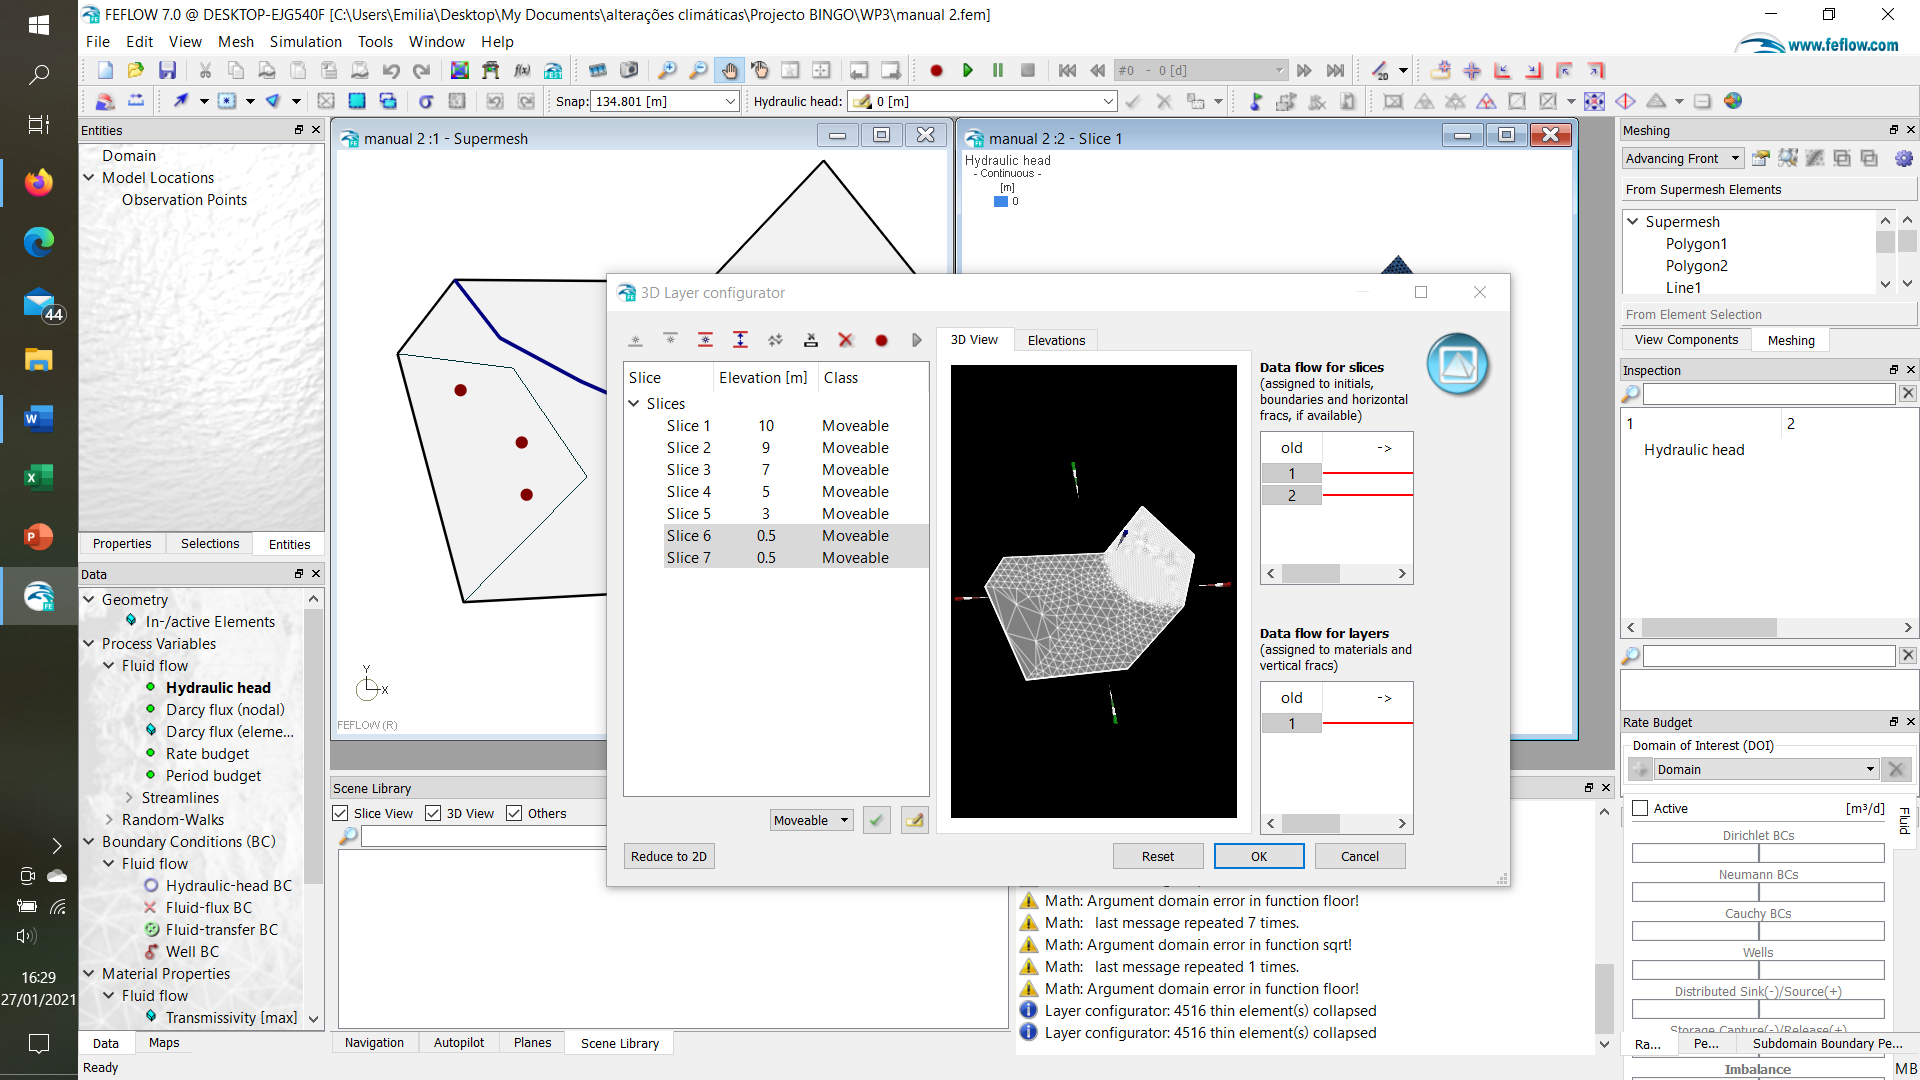 FEFLOW 7.0 @ DESKTOP-EJG540F [C:\Users\Emilia\Desktop\My Documents\alterações climáticas\Projecto BINGO\WP3\manual 2.fem]
File Edit View Mesh Simulation Tools Window Help
www.feflow.com
#0 - 0 [d]
Snap: 134.801 [m] Hydraulic head: 0 [m]
Entities
Domain
Model Locations
Observation Points
Properties Selections Entities
Data
Geometry
In-/active Elements
Process Variables
Fluid flow
Hydraulic head
Darcy flux (nodal)
Darcy flux (eleme...
Rate budget
Period budget
Streamlines
Random-Walks
Boundary Conditions (BC)
Fluid flow
Hydraulic-head BC
Fluid-flux BC
Fluid-transfer BC
Well BC
Material Properties
Fluid flow
Transmissivity [max]
Data Maps
Ready
44
16:29
27/01/2021
manual 2 :1 - Supermesh
Y
X
FEFLOW (R)
manual 2 :2 - Slice 1
Hydraulic head
- Continuous -
[m]
0
3D Layer configurator
Slice Elevation [m] Class
Slices
Slice 1 10 Moveable
Slice 2 9 Moveable
Slice 3 7 Moveable
Slice 4 5 Moveable
Slice 5 3 Moveable
Slice 6 0.5 Moveable
Slice 7 0.5 Moveable
Moveable
Reduce to 2D
3D View Elevations
Data flow for slices
(assigned to initials,
boundaries and horizontal
fracs, if available)
old ->
1
2
Data flow for layers
(assigned to materials and
vertical fracs)
old ->
1
Reset OK Cancel
Scene Library
Slice View 3D View Others
Navigation Autopilot Planes Scene Library
Math: Argument domain error in function floor!
Math: last message repeated 7 times.
Math: Argument domain error in function sqrt!
Math: last message repeated 1 times.
Math: Argument domain error in function floor!
Layer configurator: 4516 thin element(s) collapsed
Layer configurator: 4516 thin element(s) collapsed
Meshing
Advancing Front
From Supermesh Elements
Supermesh
Polygon1
Polygon2
Line1
From Element Selection
View Components Meshing
Inspection
1 2
Hydraulic head
Rate Budget
Domain of Interest (DOI)
Domain
Active [m³/d]
Fluid
Dirichlet BCs
Neumann BCs
Cauchy BCs
Wells
Distributed Sink(-)/Source(+)
Storage Capture(-)/Release(+)
Ra... Pe... Subdomain Boundary Pe...
Imbalance
MB